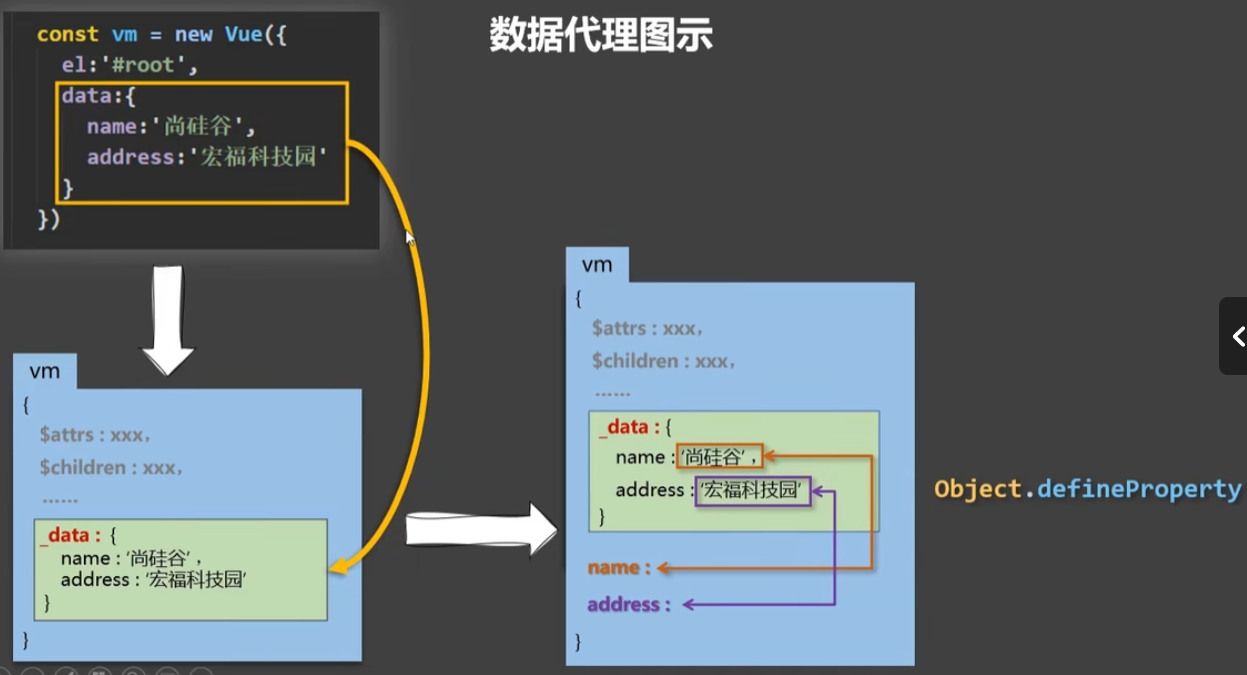 数据代理图示
const vm = new Vue({
el:'#root',
data:{
name:'尚硅谷',
address:'宏福科技园'
}
})
vm
{
$attrs : xxx,
$children : xxx,
......
_data : {
name : '尚硅谷' ,
address : '宏福科技园'
}
}
vm
{
$attrs : xxx,
$children : xxx,
......
_data : {
name : '尚硅谷' ,
address : '宏福科技园'
}
name :
address :
}
Object.defineProperty